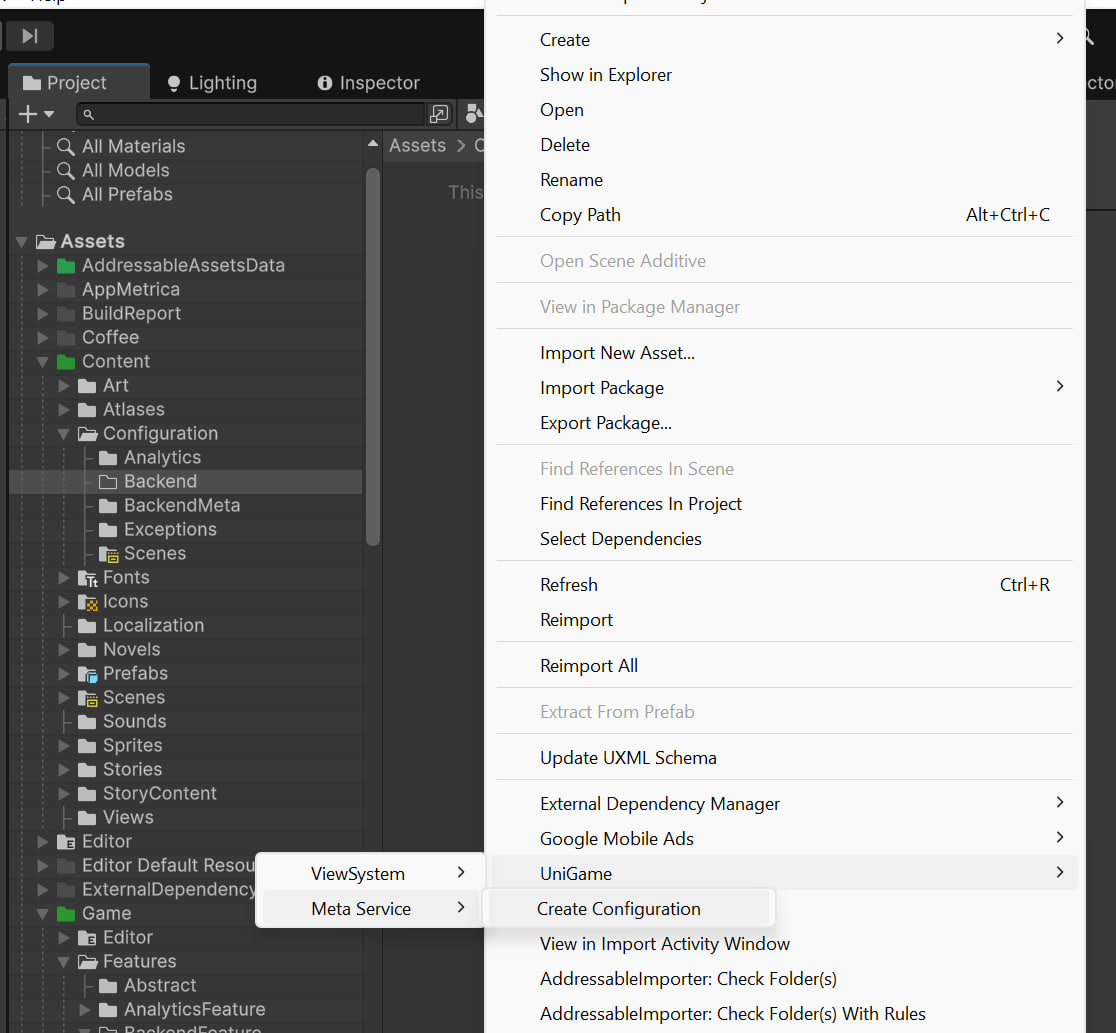 Project
Lighting
Inspector
All Materials
All Models
All Prefabs
Assets
This
Assets
AddressableAssetsData
AppMetrica
BuildReport
Coffee
Content
Art
Atlases
Configuration
Analytics
Backend
BackendMeta
Exceptions
Scenes
Fonts
Icons
Localization
Novels
Prefabs
Scenes
Sounds
Sprites
Stories
StoryContent
Views
Editor
Editor Default Resou
ExternalDependency
Game
Editor
Features
Abstract
AnalyticsFeature
BackendFeature
Create
Show in Explorer
Open
Delete
Rename
Copy Path Alt+Ctrl+C
Open Scene Additive
View in Package Manager
Import New Asset...
Import Package
Export Package...
Find References In Scene
Find References In Project
Select Dependencies
Refresh Ctrl+R
Reimport
Reimport All
Extract From Prefab
Update UXML Schema
External Dependency Manager
Google Mobile Ads
UniGame
ViewSystem
Meta Service
Create Configuration
View in Import Activity Window
AddressableImporter: Check Folder(s)
AddressableImporter: Check Folder(s) With Rules